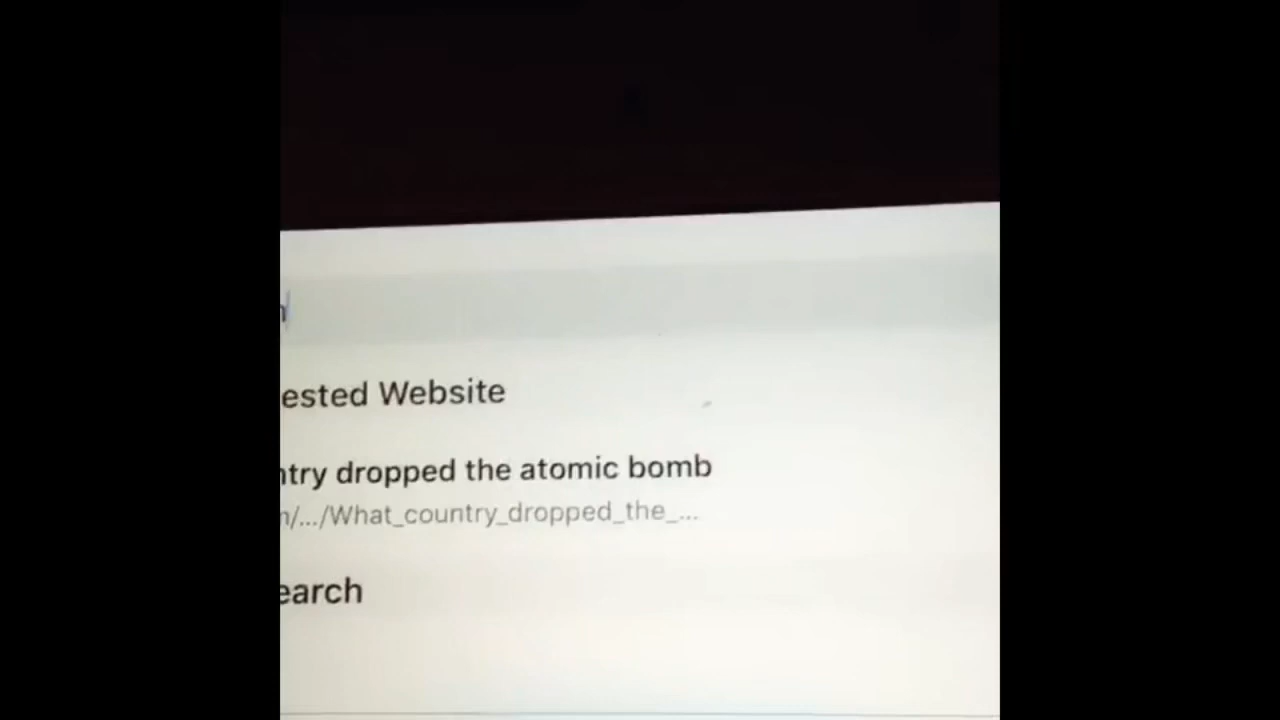 ested Website
ntry dropped the atomic bomb
/.../What_country_dropped_the_...
earch